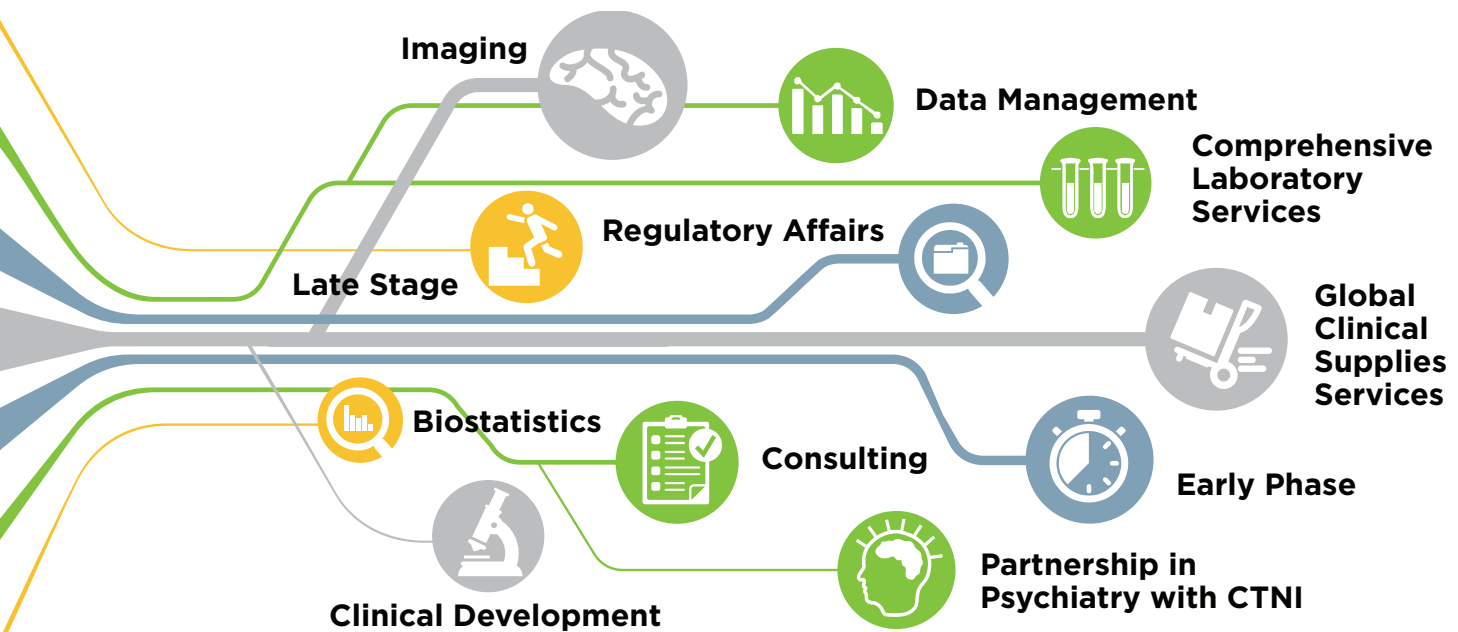 Imaging
Data Management
Comprehensive
Laboratory
Services
Regulatory Affairs
Late Stage
Global
Clinical
Supplies
Services
Biostatistics
Consulting
Early Phase
Partnership in
Psychiatry with CTNI
Clinical Development